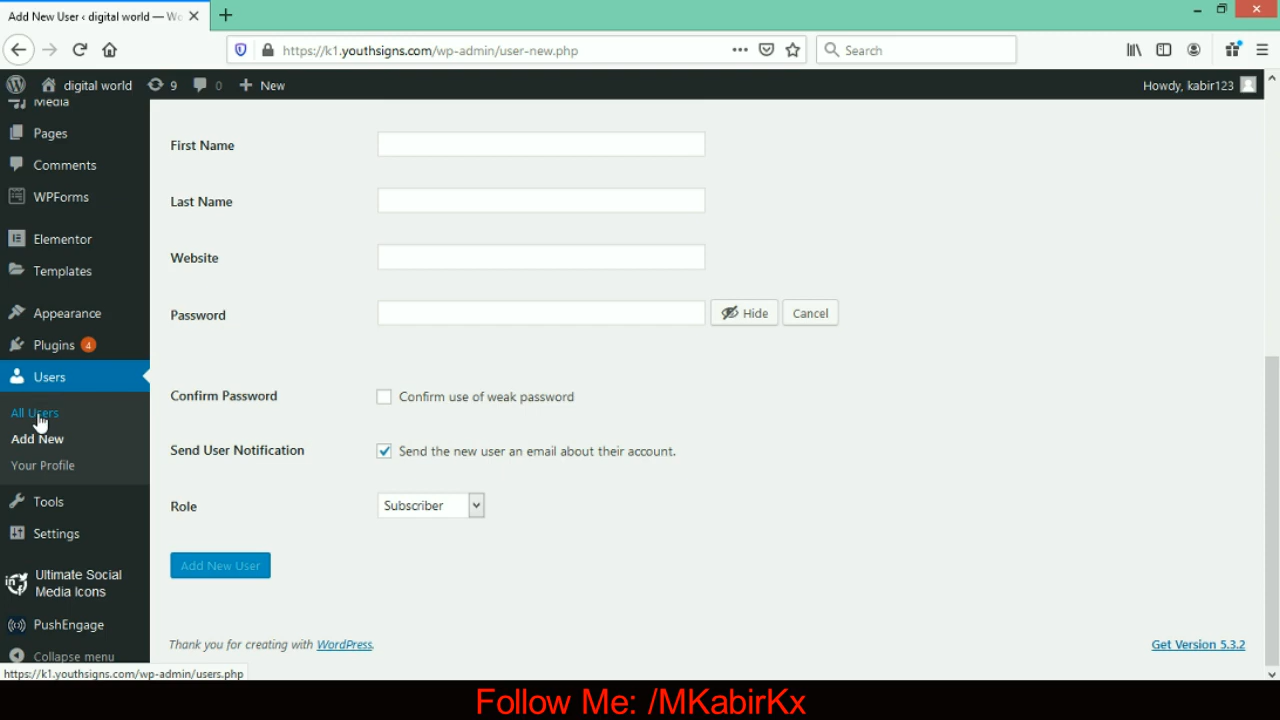 Add New User ‹ digital world — Wo
https://k1.youthsigns.com/wp-admin/user-new.php
Search
digital world
9
0
New
Howdy, kabir123
Media
Pages
Comments
WPForms
Elementor
Templates
Appearance
Plugins 4
Users
All Users
Add New
Your Profile
Tools
Settings
Ultimate Social
Media Icons
PushEngage
Collapse menu
First Name
Last Name
Website
Password
Hide
Cancel
Confirm Password
Confirm use of weak password
Send User Notification
Send the new user an email about their account.
Role
Subscriber
Add New User
Thank you for creating with WordPress.
Get Version 5.3.2
https://k1.youthsigns.com/wp-admin/users.php
Follow Me: /MKabirKx